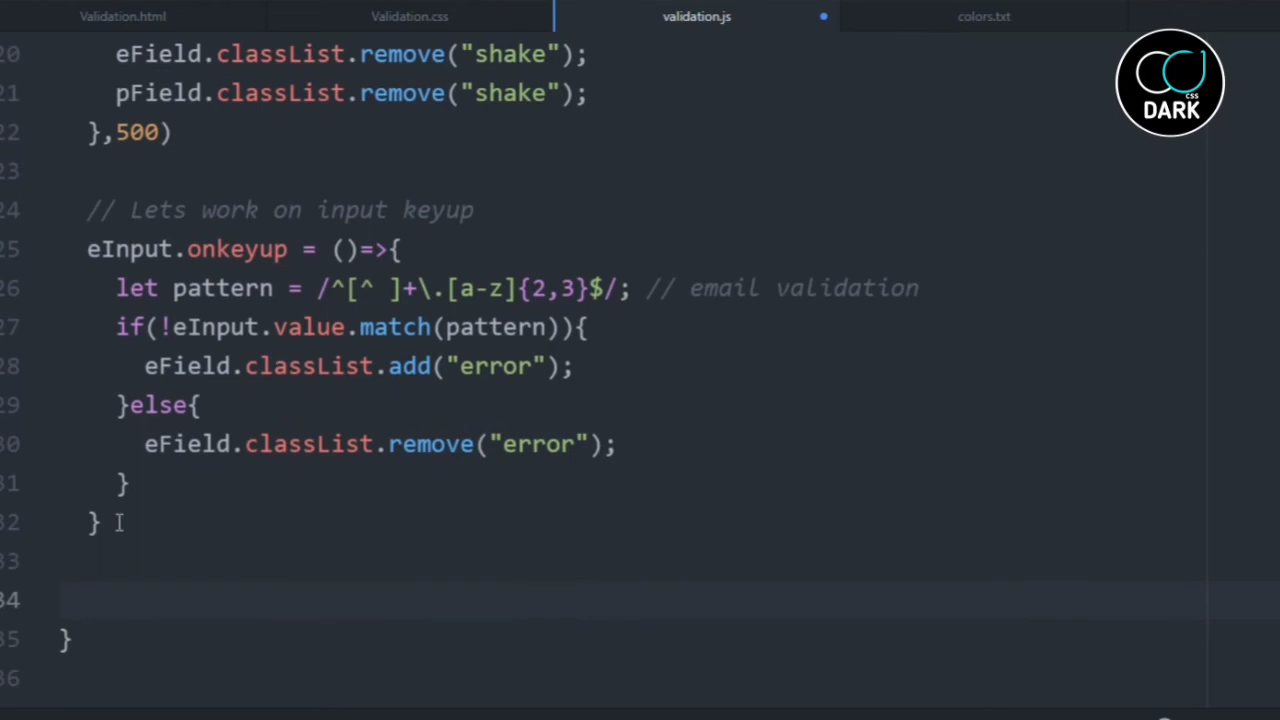 Validation.html Validation.css validation.js colors.txt
CSS
DARK
20 eField.classList.remove("shake");
21 pField.classList.remove("shake");
22 },500)
23
24 // Lets work on input keyup
25 eInput.onkeyup = ()=>{
26 let pattern = /^[^ ]+\.[a-z]{2,3}$/; // email validation
27 if(!eInput.value.match(pattern)){
28 eField.classList.add("error");
29 }else{
30 eField.classList.remove("error");
31 }
32 }
33
34
35 }
36